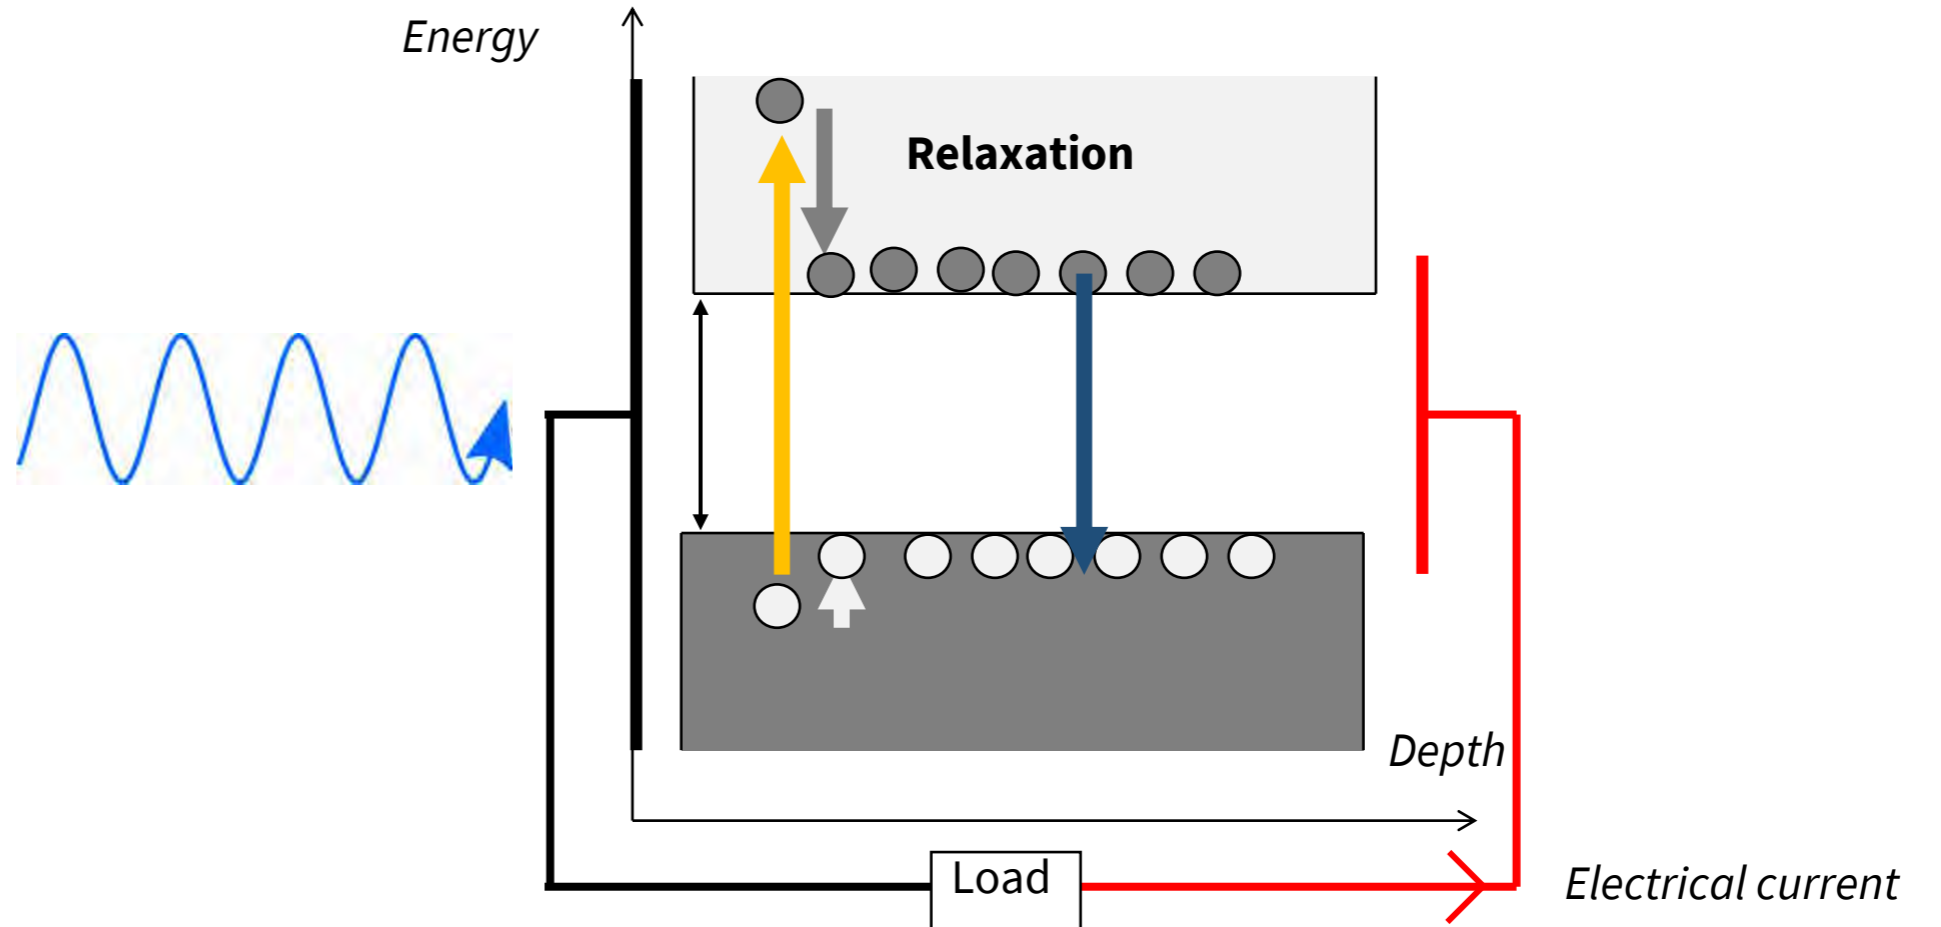 Energy
Relaxation
Depth
Load
Electrical current